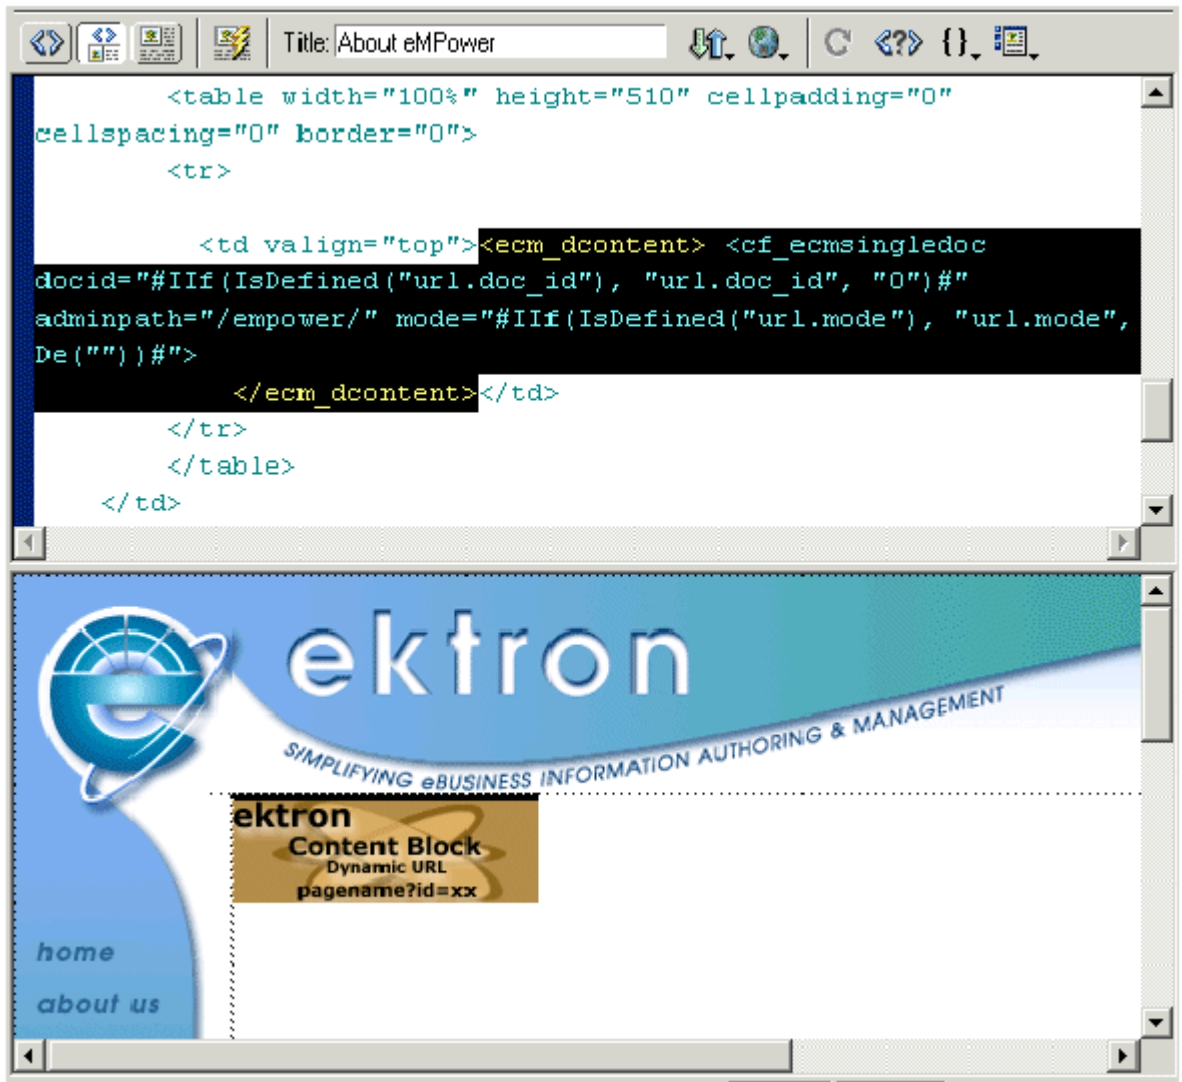 Title: About eMPower
<table width="100%" height="510" cellpadding="0"
cellspacing="0" border="0">
<tr>
<td valign="top"><ecm_dcontent> <cf_ecmsingledoc
docid="#IIf(IsDefined("url.doc_id"), "url.doc_id", "0")#"
adminpath="/empower/" mode="#IIf(IsDefined("url.mode"), "url.mode",
De(""))#">
</ecm_dcontent></td>
</tr>
</table>
</td>
ektron
SIMPLIFYING eBUSINESS INFORMATION AUTHORING & MANAGEMENT
ektron
Content Block
Dynamic URL
pagename?id=xx
home
about us